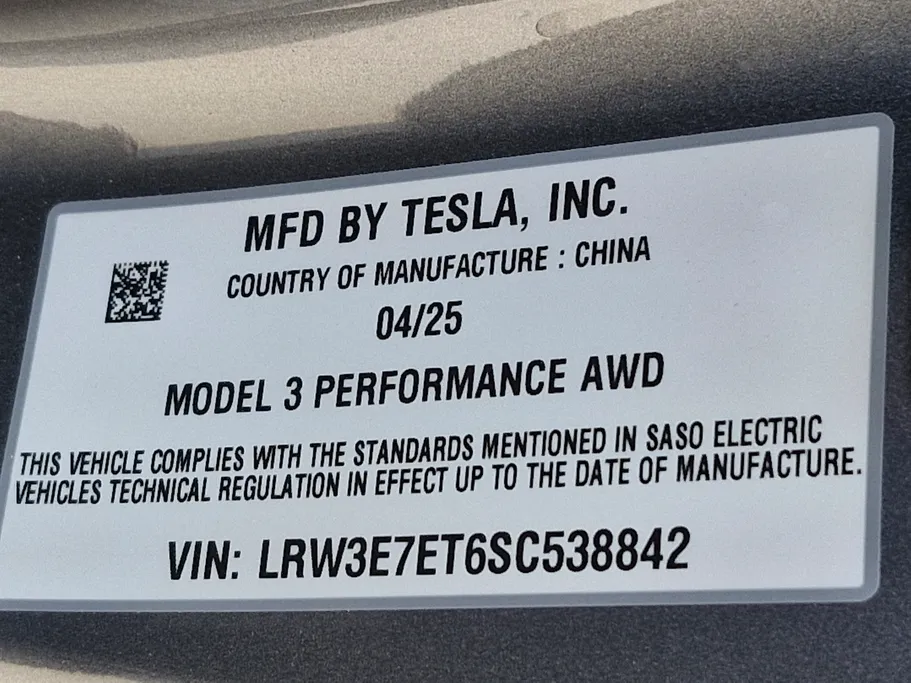 MFD BY TESLA, INC.
COUNTRY OF MANUFACTURE : CHINA
04/25
MODEL 3 PERFORMANCE AWD
THIS VEHICLE COMPLIES WITH THE STANDARDS MENTIONED IN SASO ELECTRIC
VEHICLES TECHNICAL REGULATION IN EFFECT UP TO THE DATE OF MANUFACTURE.
VIN: LRW3E7ET6SC538842